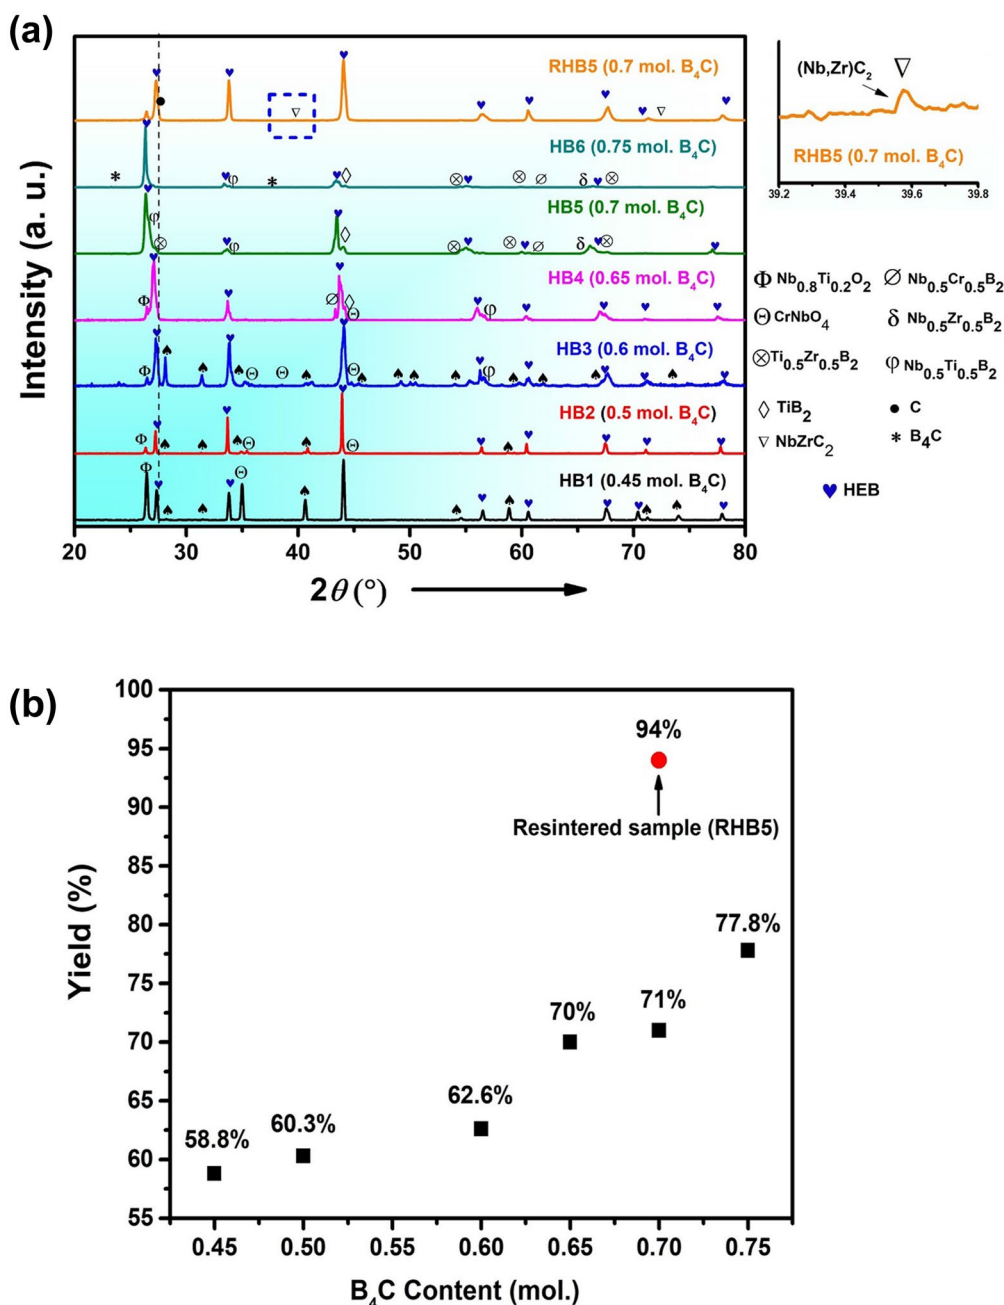 (a)
Intensity (a. u.)
RHB5 (0.7 mol. B₄C)
HB6 (0.75 mol. B₄C)
HB5 (0.7 mol. B₄C)
HB4 (0.65 mol. B₄C)
HB3 (0.6 mol. B₄C)
HB2 (0.5 mol. B₄C)
HB1 (0.45 mol. B₄C)
20 30 40 50 60 70 80
2θ (°)
(Nb,Zr)C₂
RHB5 (0.7 mol. B₄C)
39.2 39.4 39.6 39.8
Φ Nb₀.₈Ti₀.₂O₂
∅ Nb₀.₅Cr₀.₅B₂
Θ CrNbO₄
δ Nb₀.₅Zr₀.₅B₂
⊗ Ti₀.₅Zr₀.₅B₂
φ Nb₀.₅Ti₀.₅B₂
◊ TiB₂
● C
▽ NbZrC₂
* B₄C
♥ HEB
(b)
Yield (%)
100
95
90
85
80
75
70
65
60
55
94%
Resintered sample (RHB5)
77.8%
70%
71%
62.6%
60.3%
58.8%
0.45 0.50 0.55 0.60 0.65 0.70 0.75
B₄C Content (mol.)